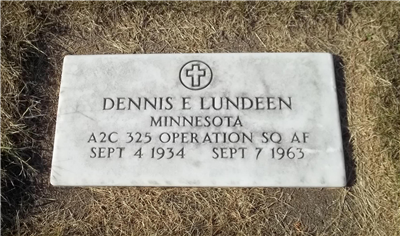 DENNIS E LUNDEEN
MINNESOTA
A2C 325 OPERATION SQ AF
SEPT 4 1934 SEPT 7 1963